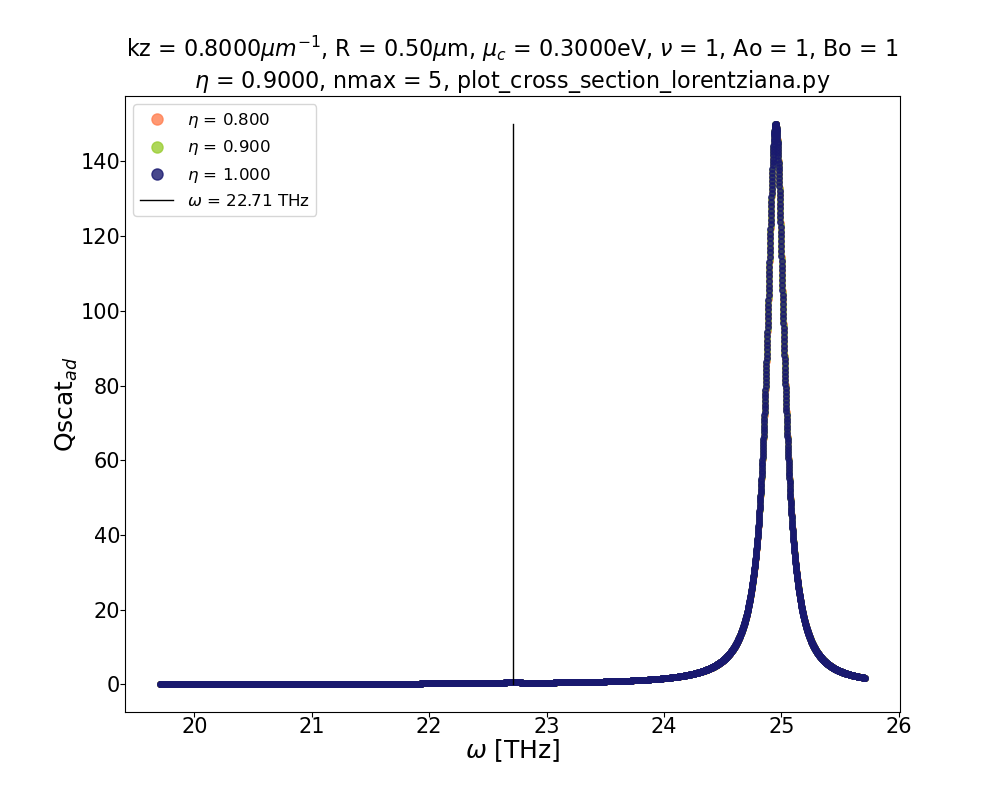 kz = 0.8000μm⁻¹, R = 0.50μm, μ_c = 0.3000eV, ν = 1, Ao = 1, Bo = 1
η = 0.9000, nmax = 5, plot_cross_section_lorentziana.py
η = 0.800
η = 0.900
η = 1.000
ω = 22.71 THz
140
120
100
80
60
40
20
0
Qscat_ad
20 21 22 23 24 25 26
ω [THz]